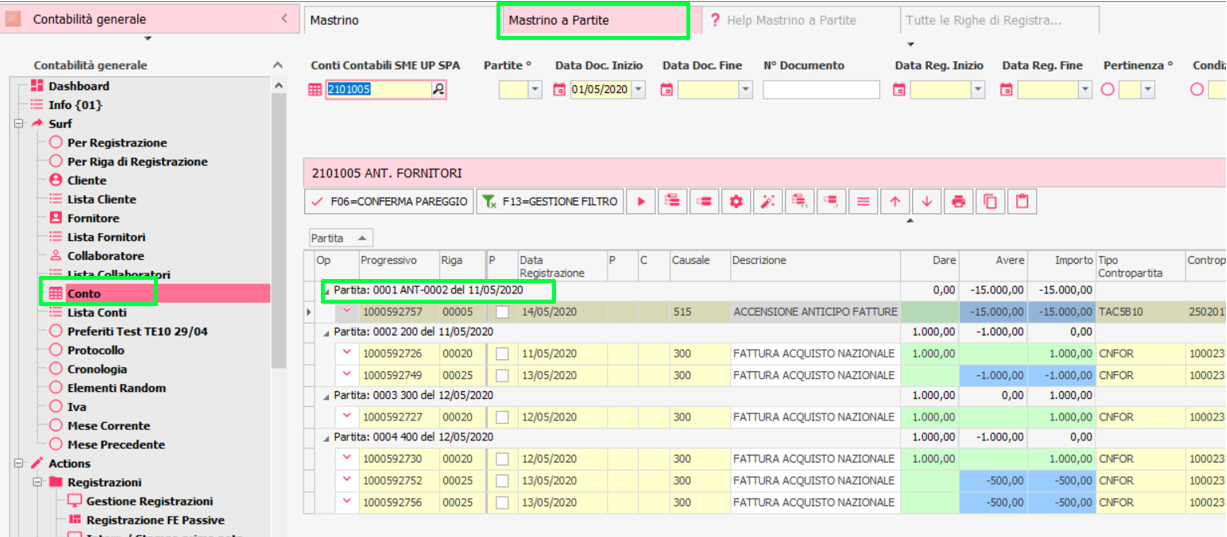 Contabilità generale
Mastrino
Mastrino a Partite
Help Mastrino a Partite
Tutte le Righe di Registra...
Contabilità generale
Dashboard
Info {01}
Surf
Per Registrazione
Per Riga di Registrazione
Cliente
Lista Cliente
Fornitore
Lista Fornitori
Collaboratore
Lista Collaboratori
Conto
Lista Conti
Preferiti Test TE10 29/04
Protocollo
Cronologia
Elementi Random
Iva
Mese Corrente
Mese Precedente
Actions
Registrazioni
Gestione Registrazioni
Registrazione FE Passive
Conti Contabili SME UP SPA Partite ° Data Doc. Inizio Data Doc. Fine N° Documento Data Reg. Inizio Data Reg. Fine Pertinenza ° Condiz
2101005 01/05/2020
2101005 ANT. FORNITORI
F06=CONFERMA PAREGGIO F13=GESTIONE FILTRO
Partita
Op Progressivo Riga P Data Registrazione P C Causale Descrizione Dare Avere Importo Tipo Contropartita Controp
Partita: 0001 ANT-0002 del 11/05/2020 0,00 -15.000,00 -15.000,00
1000592757 00005 14/05/2020 515 ACCENSIONE ANTICIPO FATTURE -15.000,00 -15.000,00 TAC5B10 2502017
Partita: 0002 200 del 11/05/2020 1.000,00 -1.000,00 0,00
1000592726 00020 11/05/2020 300 FATTURA ACQUISTO NAZIONALE 1.000,00 1.000,00 CNFOR 100023
1000592749 00025 13/05/2020 300 FATTURA ACQUISTO NAZIONALE -1.000,00 -1.000,00 CNFOR 100023
Partita: 0003 300 del 12/05/2020 1.000,00 0,00 1.000,00
1000592727 00020 12/05/2020 300 FATTURA ACQUISTO NAZIONALE 1.000,00 1.000,00 CNFOR 100023
Partita: 0004 400 del 12/05/2020 1.000,00 -1.000,00 0,00
1000592730 00020 12/05/2020 300 FATTURA ACQUISTO NAZIONALE 1.000,00 1.000,00 CNFOR 100023
1000592752 00025 13/05/2020 300 FATTURA ACQUISTO NAZIONALE -500,00 -500,00 CNFOR 100023
1000592756 00025 13/05/2020 300 FATTURA ACQUISTO NAZIONALE -500,00 -500,00 CNFOR 100023